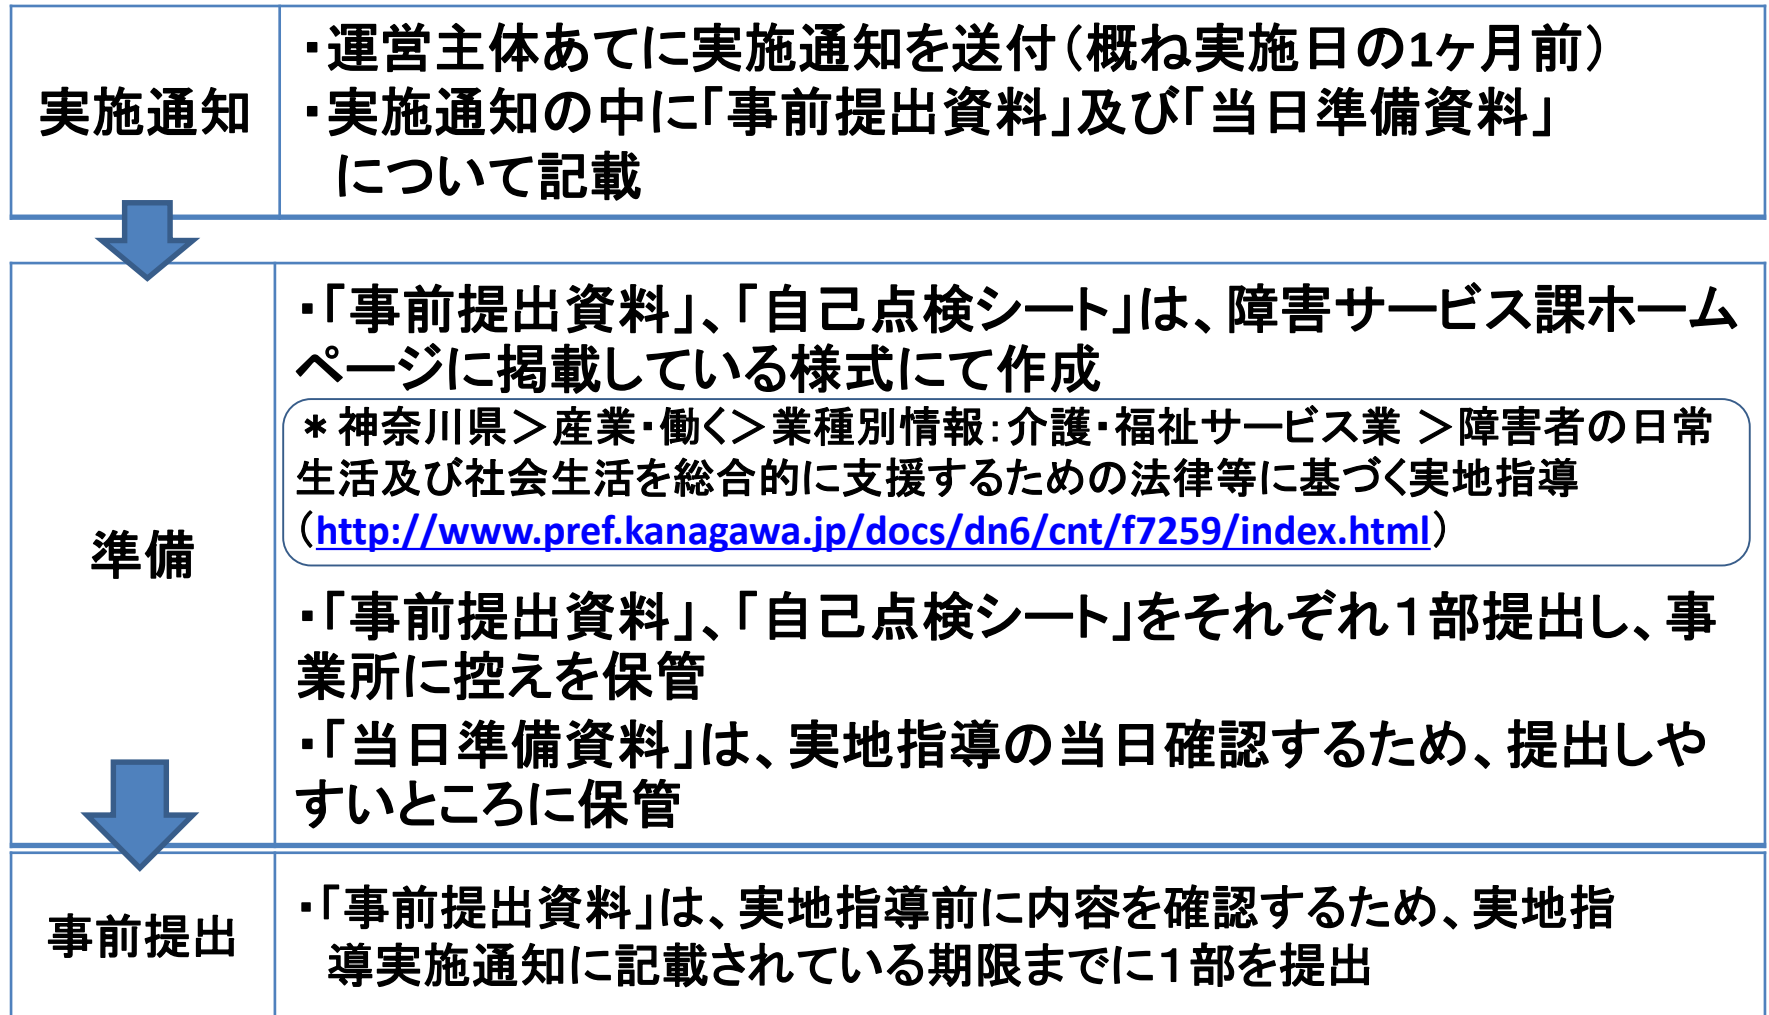 実施通知
・運営主体あてに実施通知を送付（概ね実施日の1ヶ月前）
・実施通知の中に「事前提出資料」及び「当日準備資料」
について記載
準備
・「事前提出資料」、「自己点検シート」は、障害サービス課ホーム
ページに掲載している様式にて作成
＊神奈川県＞産業・働く＞業種別情報：介護・福祉サービス業 ＞障害者の日常
生活及び社会生活を総合的に支援するための法律等に基づく実地指導
（http://www.pref.kanagawa.jp/docs/dn6/cnt/f7259/index.html）
・「事前提出資料」、「自己点検シート」をそれぞれ１部提出し、事
業所に控えを保管
・「当日準備資料」は、実地指導の当日確認するため、提出しや
すいところに保管
事前提出
・「事前提出資料」は、実地指導前に内容を確認するため、実地指
導実施通知に記載されている期限までに１部を提出